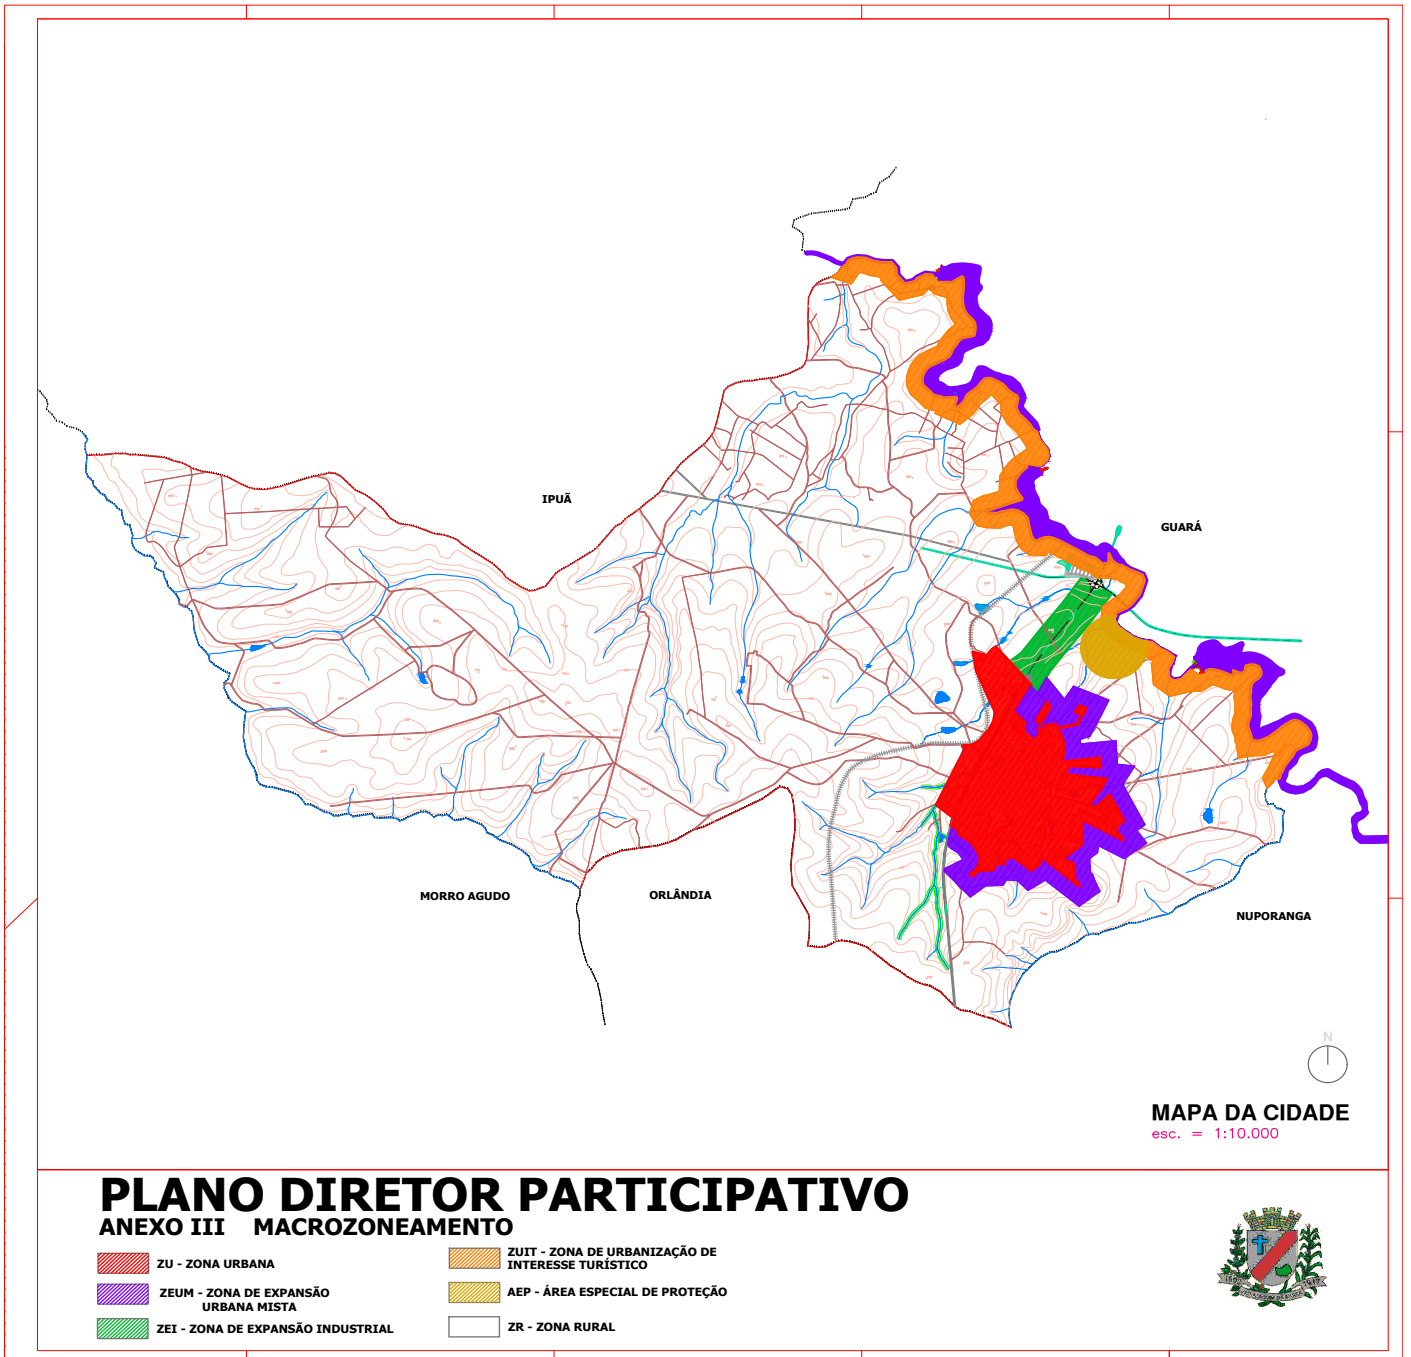 IPUÃ
GUARÁ
MORRO AGUDO
ORLÂNDIA
NUPORANGA
N
MAPA DA CIDADE
esc. = 1:10.000
PLANO DIRETOR PARTICIPATIVO
ANEXO III MACROZONEAMENTO
ZU - ZONA URBANA
ZEUM - ZONA DE EXPANSÃO
URBANA MISTA
ZEI - ZONA DE EXPANSÃO INDUSTRIAL
ZUIT - ZONA DE URBANIZAÇÃO DE
INTERESSE TURÍSTICO
AEP - ÁREA ESPECIAL DE PROTEÇÃO
ZR - ZONA RURAL